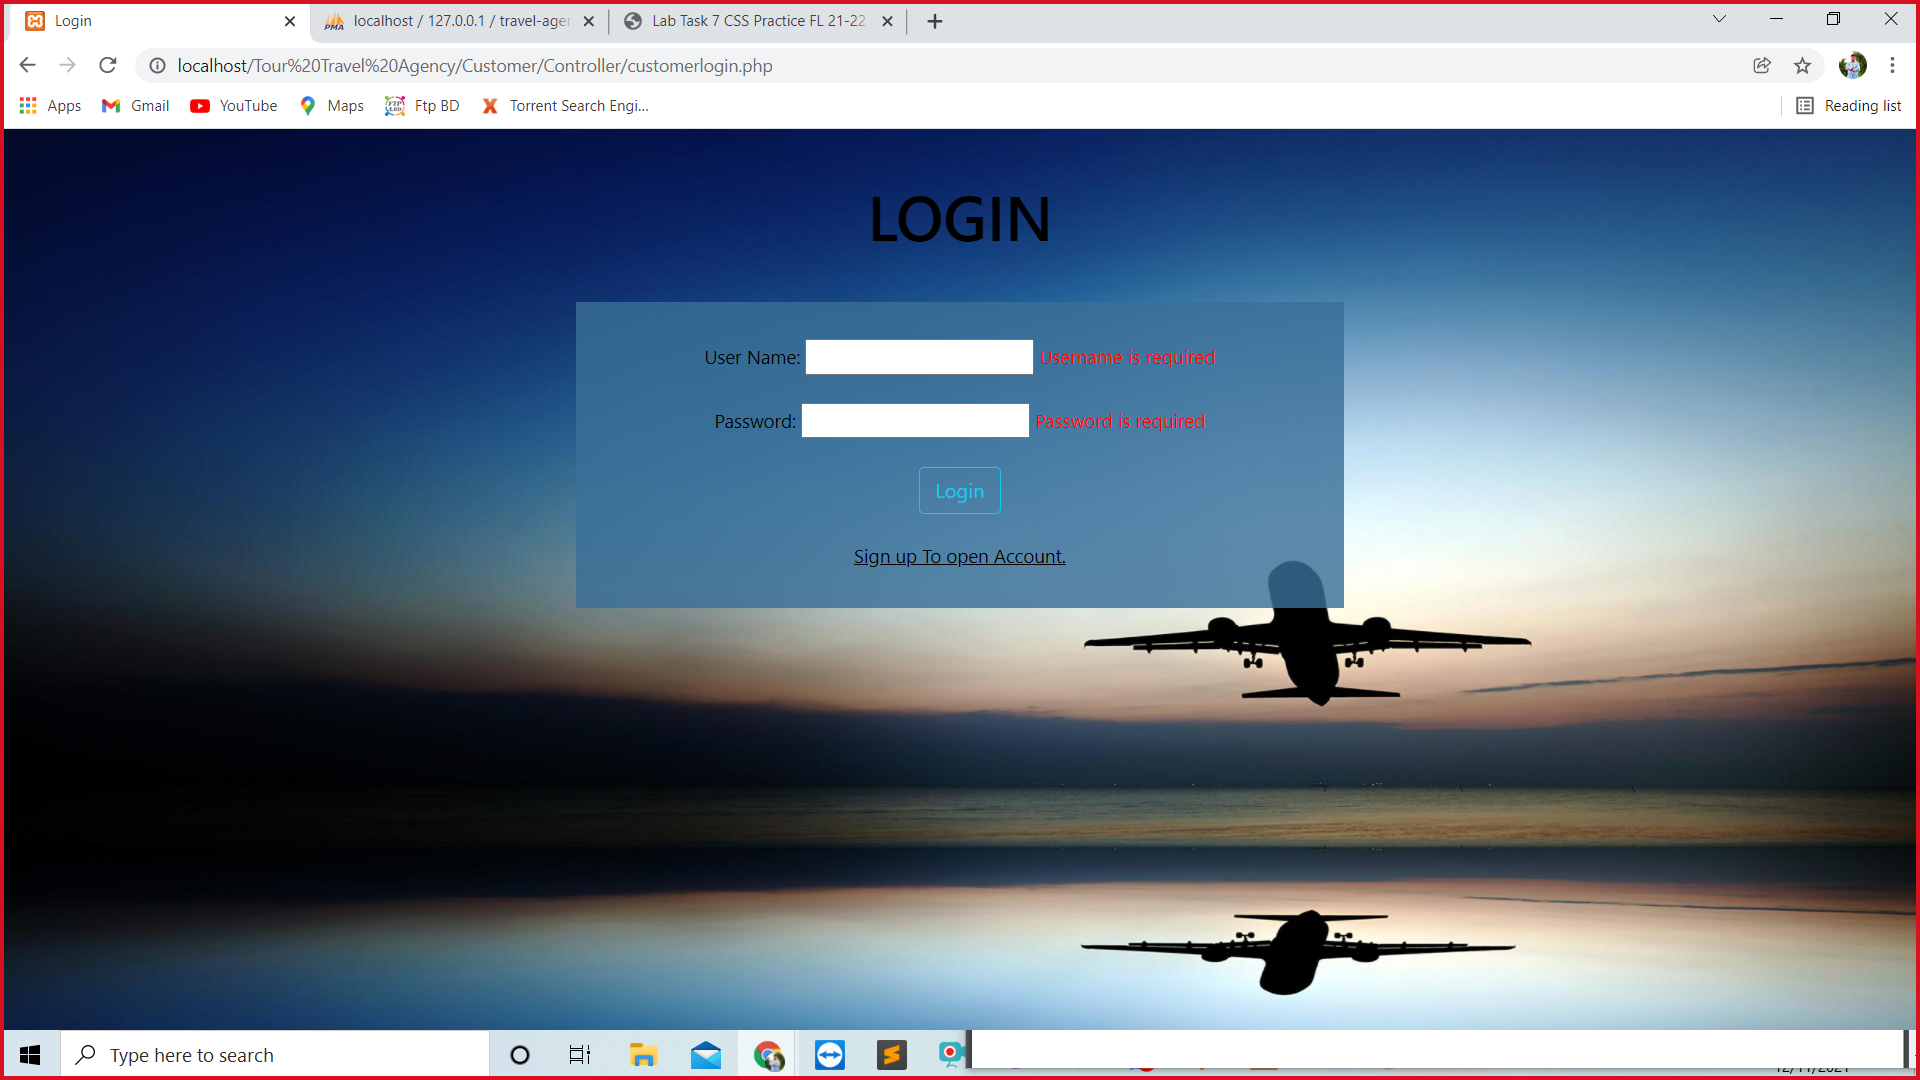 Login
localhost / 127.0.0.1 / travel-agen
Lab Task 7 CSS Practice FL 21-22
localhost/Tour%20Travel%20Agency/Customer/Controller/customerlogin.php
Apps
Gmail
YouTube
Maps
Ftp BD
Torrent Search Engi...
Reading list
LOGIN
User Name:
Username is required
Password:
Password is required
Login
Sign up To open Account.
Type here to search